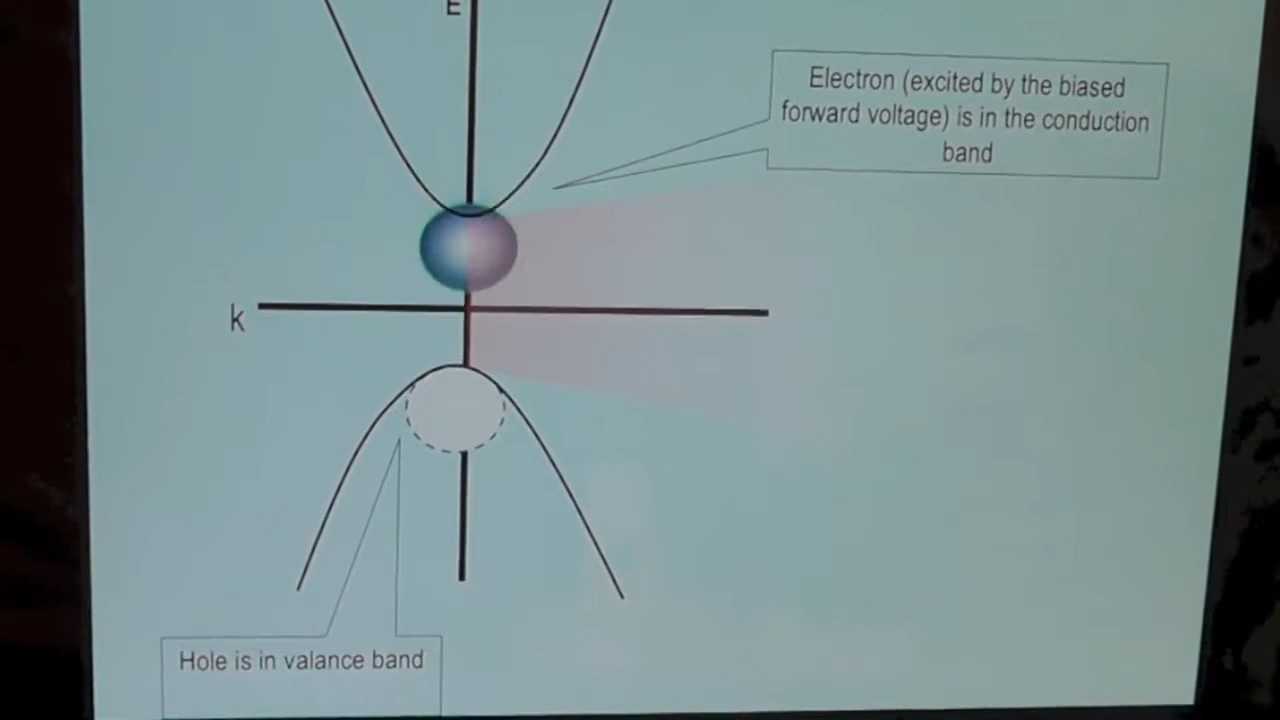 E
Electron (excited by the biased
forward voltage) is in the conduction
band
k
Hole is in valance band